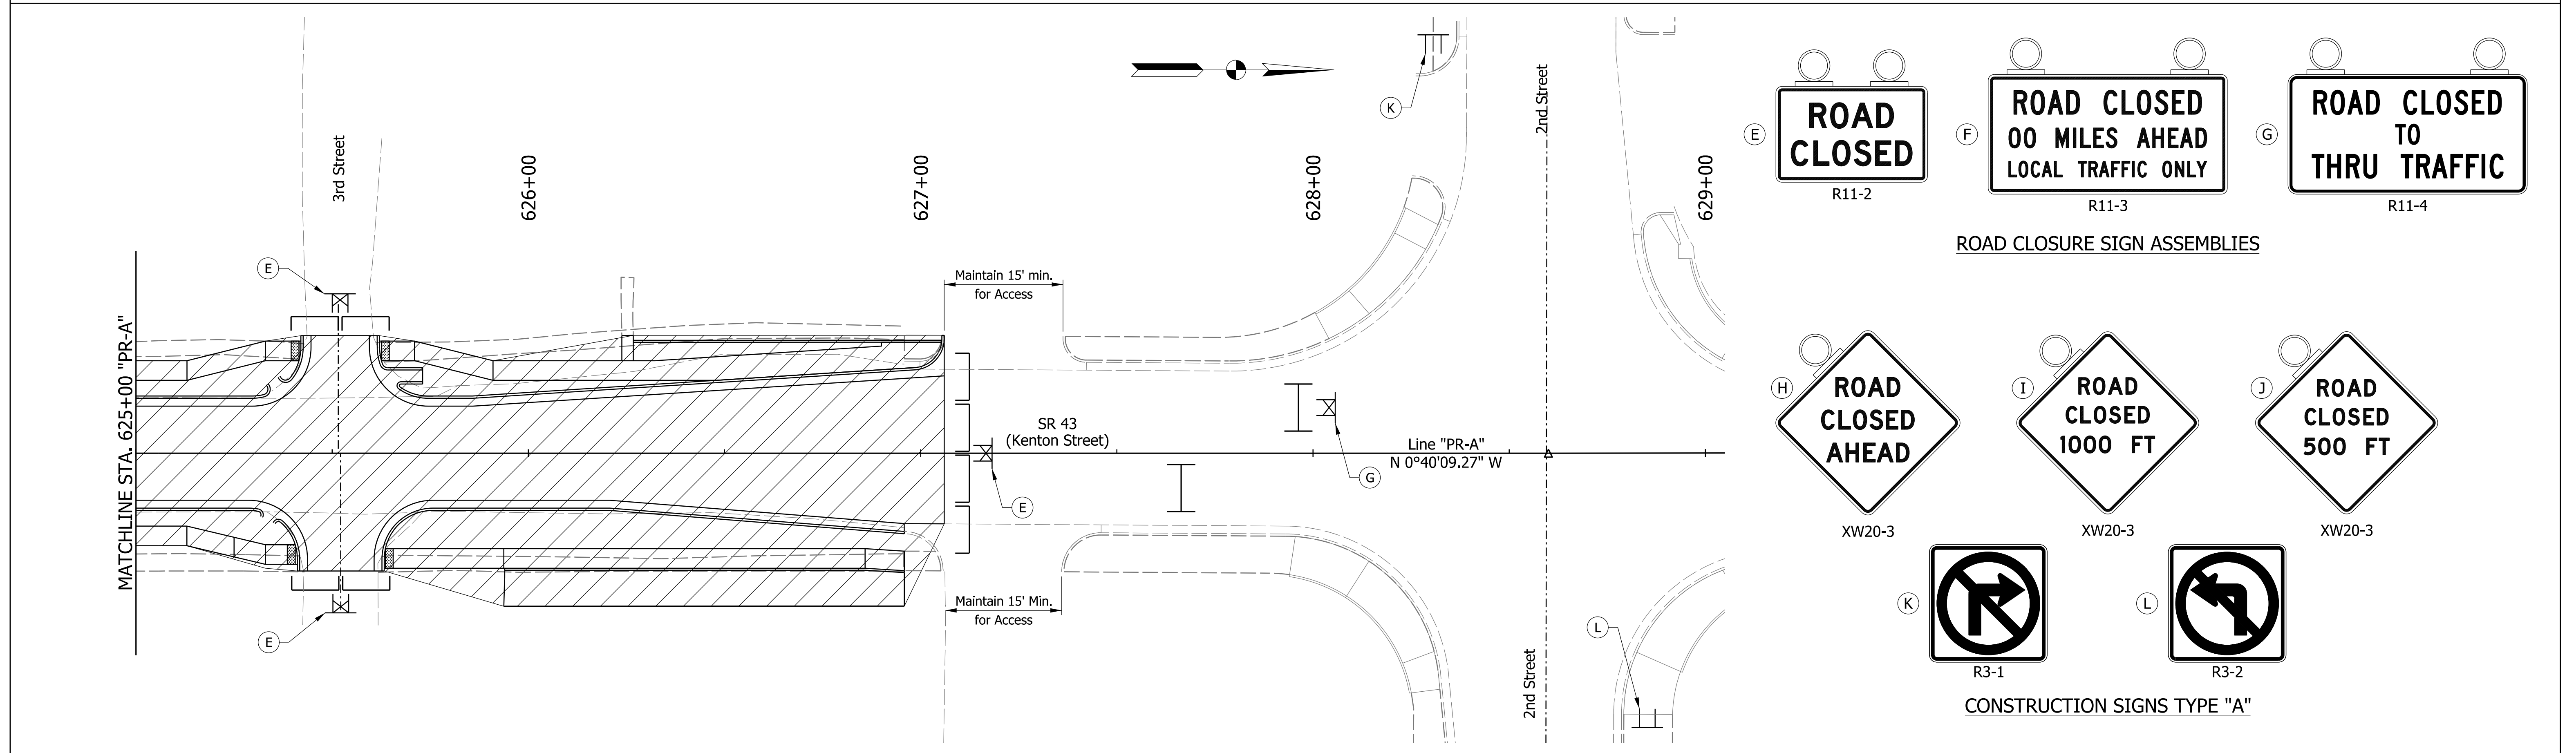 MATCHLINE STA. 625+00 "PR-A"
3rd Street
E
E
626+00
627+00
Maintain 15' min.
for Access
SR 43
(Kenton Street)
E
Maintain 15' Min.
for Access
628+00
G
Line "PR-A"
N 0°40'09.27" W
K
2nd Street
2nd Street
L
629+00
E
ROAD
CLOSED
R11-2
F
ROAD CLOSED
00 MILES AHEAD
LOCAL TRAFFIC ONLY
R11-3
G
ROAD CLOSED
TO
THRU TRAFFIC
R11-4
ROAD CLOSURE SIGN ASSEMBLIES
H
ROAD
CLOSED
AHEAD
XW20-3
I
ROAD
CLOSED
1000 FT
XW20-3
J
ROAD
CLOSED
500 FT
XW20-3
K
R3-1
L
R3-2
CONSTRUCTION SIGNS TYPE "A"